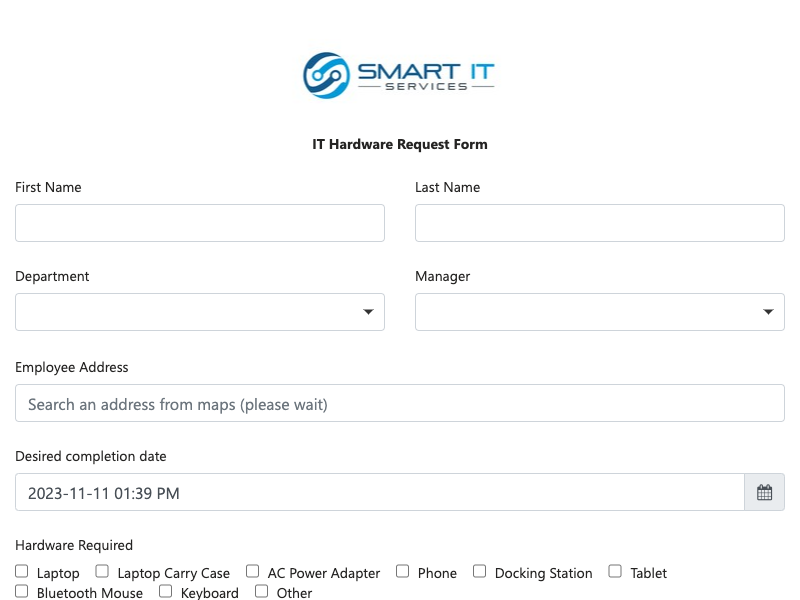 SMART IT
SERVICES
IT Hardware Request Form
First Name
Last Name
Department
Manager
Employee Address
Search an address from maps (please wait)
Desired completion date
2023-11-11 01:39 PM
Hardware Required
Laptop Laptop Carry Case AC Power Adapter Phone Docking Station Tablet
Bluetooth Mouse Keyboard Other